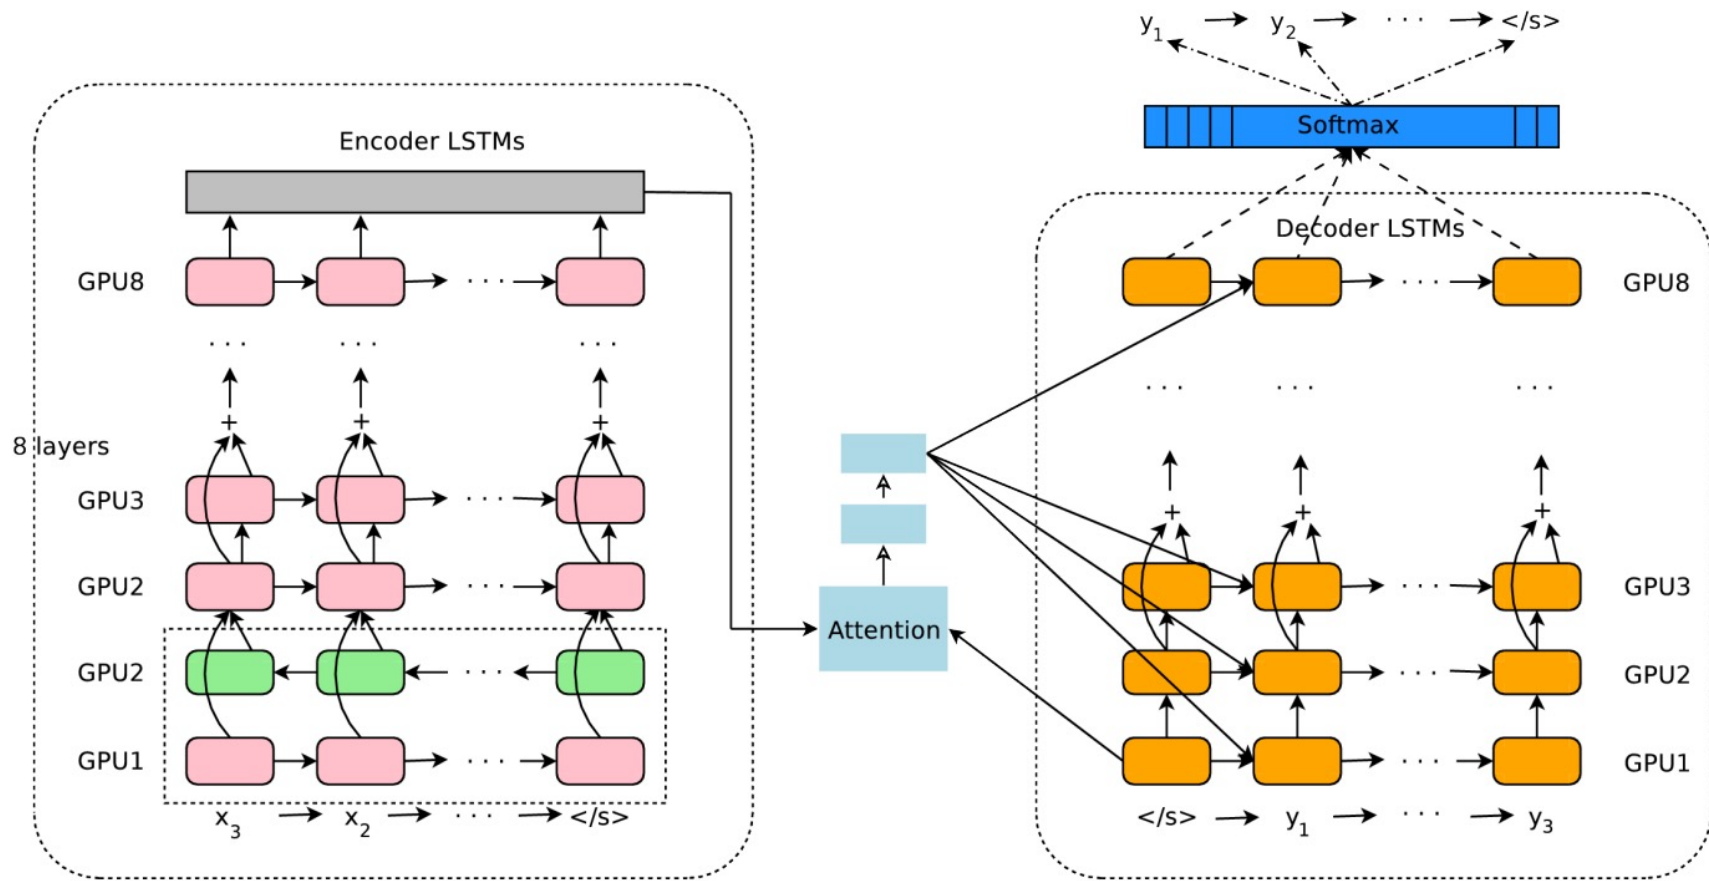 y1 y2 . . . </s>
Softmax
Encoder LSTMs
Decoder LSTMs
GPU8 . . . . . . GPU8
. . . . . . . . .
. . . . . . . . .
+ + +
8 layers
GPU3 . . .
+ + +
GPU2 . . . . . . GPU3
Attention
GPU2 . . . . . . GPU2
GPU1 . . . . . . GPU1
x3 x2 . . . </s> </s> y1 . . . y3